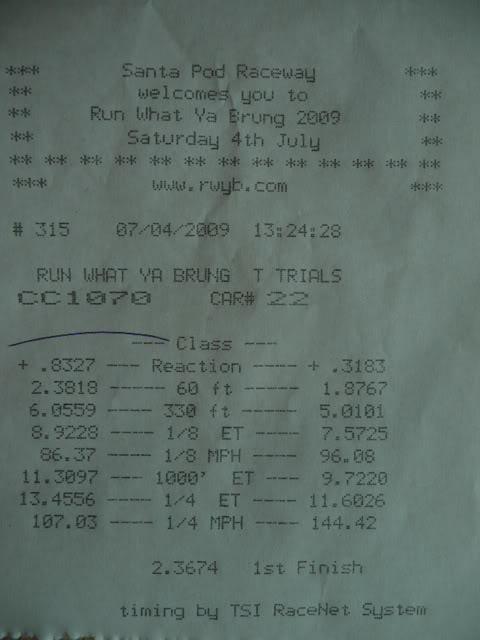 *** Santa Pod Raceway ***
** welcomes you to **
** Run What Ya Brung 2009 **
** Saturday 4th July **
** ** ** ** ** ** ** ** ** ** ** ** **
*** www.rwyb.com ***
# 315 07/04/2009 13:24:28
RUN WHAT YA BRUNG T TRIALS
CC1070 CAR# 22
--- Class ---
+ .8327 --- Reaction ---- + .3183
2.3818 ----- 60 ft ----- 1.8767
6.0559 ---- 330 ft ---- 5.0101
8.9228 ---- 1/8 ET ---- 7.5725
86.37 ---- 1/8 MPH ---- 96.08
11.3097 --- 1000' ET --- 9.7220
13.4556 ---- 1/4 ET ---- 11.6026
107.03 ---- 1/4 MPH ---- 144.42
2.3674 1st Finish
timing by TSI RaceNet System